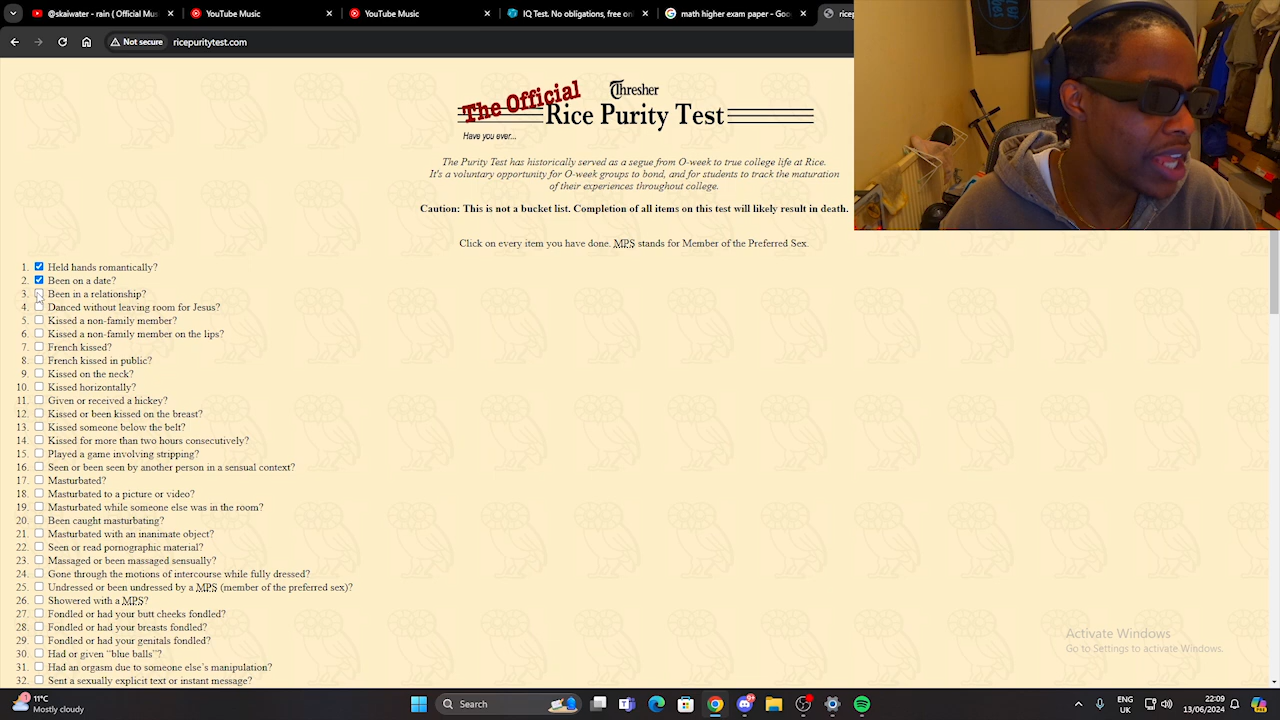 @skaiwater - rain ( Official Mus
YouTube Music
YouTube Music
IQ Test. No obligations, free on
math higher exam paper - Goo
rice
Not secure
ricepuritytest.com
The Official
Thresher
Rice Purity Test
Have you ever...
The Purity Test has historically served as a segue from O-week to true college life at Rice.
It's a voluntary opportunity for O-week groups to bond, and for students to track the maturation
of their experiences throughout college.
Caution: This is not a bucket list. Completion of all items on this test will likely result in death.
Click on every item you have done. MPS stands for Member of the Preferred Sex.
1. Held hands romantically?
2. Been on a date?
3. Been in a relationship?
4. Danced without leaving room for Jesus?
5. Kissed a non-family member?
6. Kissed a non-family member on the lips?
7. French kissed?
8. French kissed in public?
9. Kissed on the neck?
10. Kissed horizontally?
11. Given or received a hickey?
12. Kissed or been kissed on the breast?
13. Kissed someone below the belt?
14. Kissed for more than two hours consecutively?
15. Played a game involving stripping?
16. Seen or been seen by another person in a sensual context?
17. Masturbated?
18. Masturbated to a picture or video?
19. Masturbated while someone else was in the room?
20. Been caught masturbating?
21. Masturbated with an inanimate object?
22. Seen or read pornographic material?
23. Massaged or been massaged sensually?
24. Gone through the motions of intercourse while fully dressed?
25. Undressed or been undressed by a MPS (member of the preferred sex)?
26. Showered with a MPS?
27. Fondled or had your butt cheeks fondled?
28. Fondled or had your breasts fondled?
29. Fondled or had your genitals fondled?
30. Had or given “blue balls”?
31. Had an orgasm due to someone else’s manipulation?
32. Sent a sexually explicit text or instant message?
Activate Windows
Go to Settings to activate Windows.
11°C
Mostly cloudy
Search
ENG
UK
22:09
13/06/2024